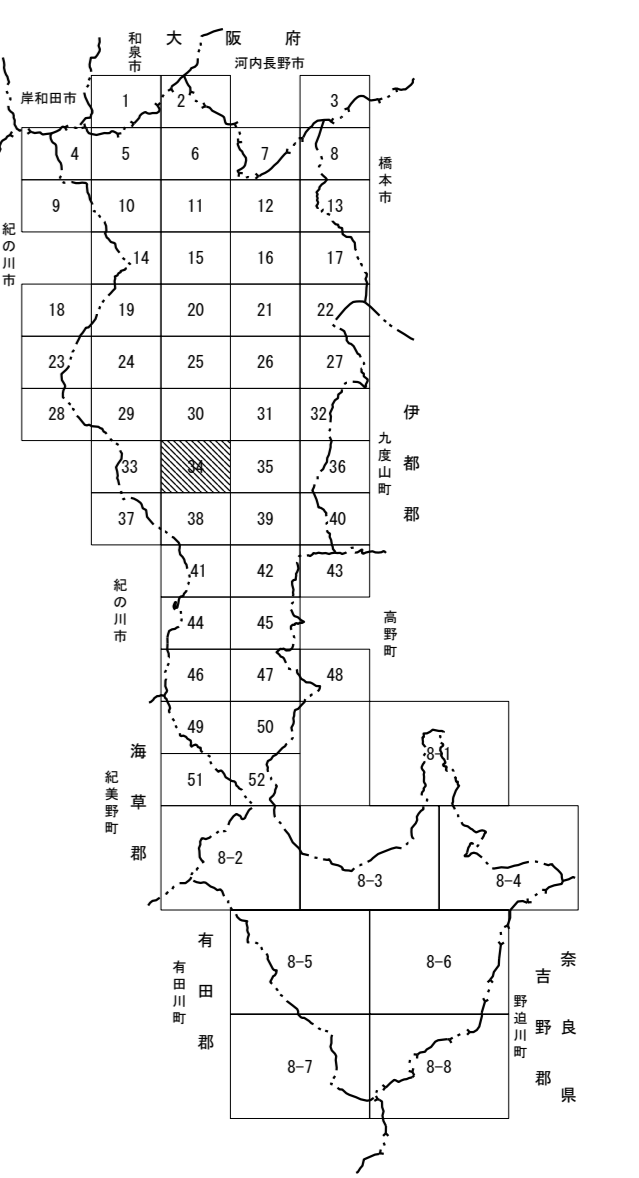 和泉市
大阪府
河内長野市
岸和田市
1 2 3
4 5 6 7 8
橋本市
9 10 11 12 13
紀の川市
14 15 16 17
18 19 20 21 22
23 24 25 26 27
28 29 30 31 32
伊都郡
九度山町
33 34 35 36
37 38 39 40
41 42 43
紀の川市
44 45
高野町
46 47 48
49 50
8-1
海草郡
紀美野町
51 52
8-2 8-3 8-4
有田郡
有田川町
8-5 8-6
奈良県
吉野郡
野迫川町
8-7 8-8